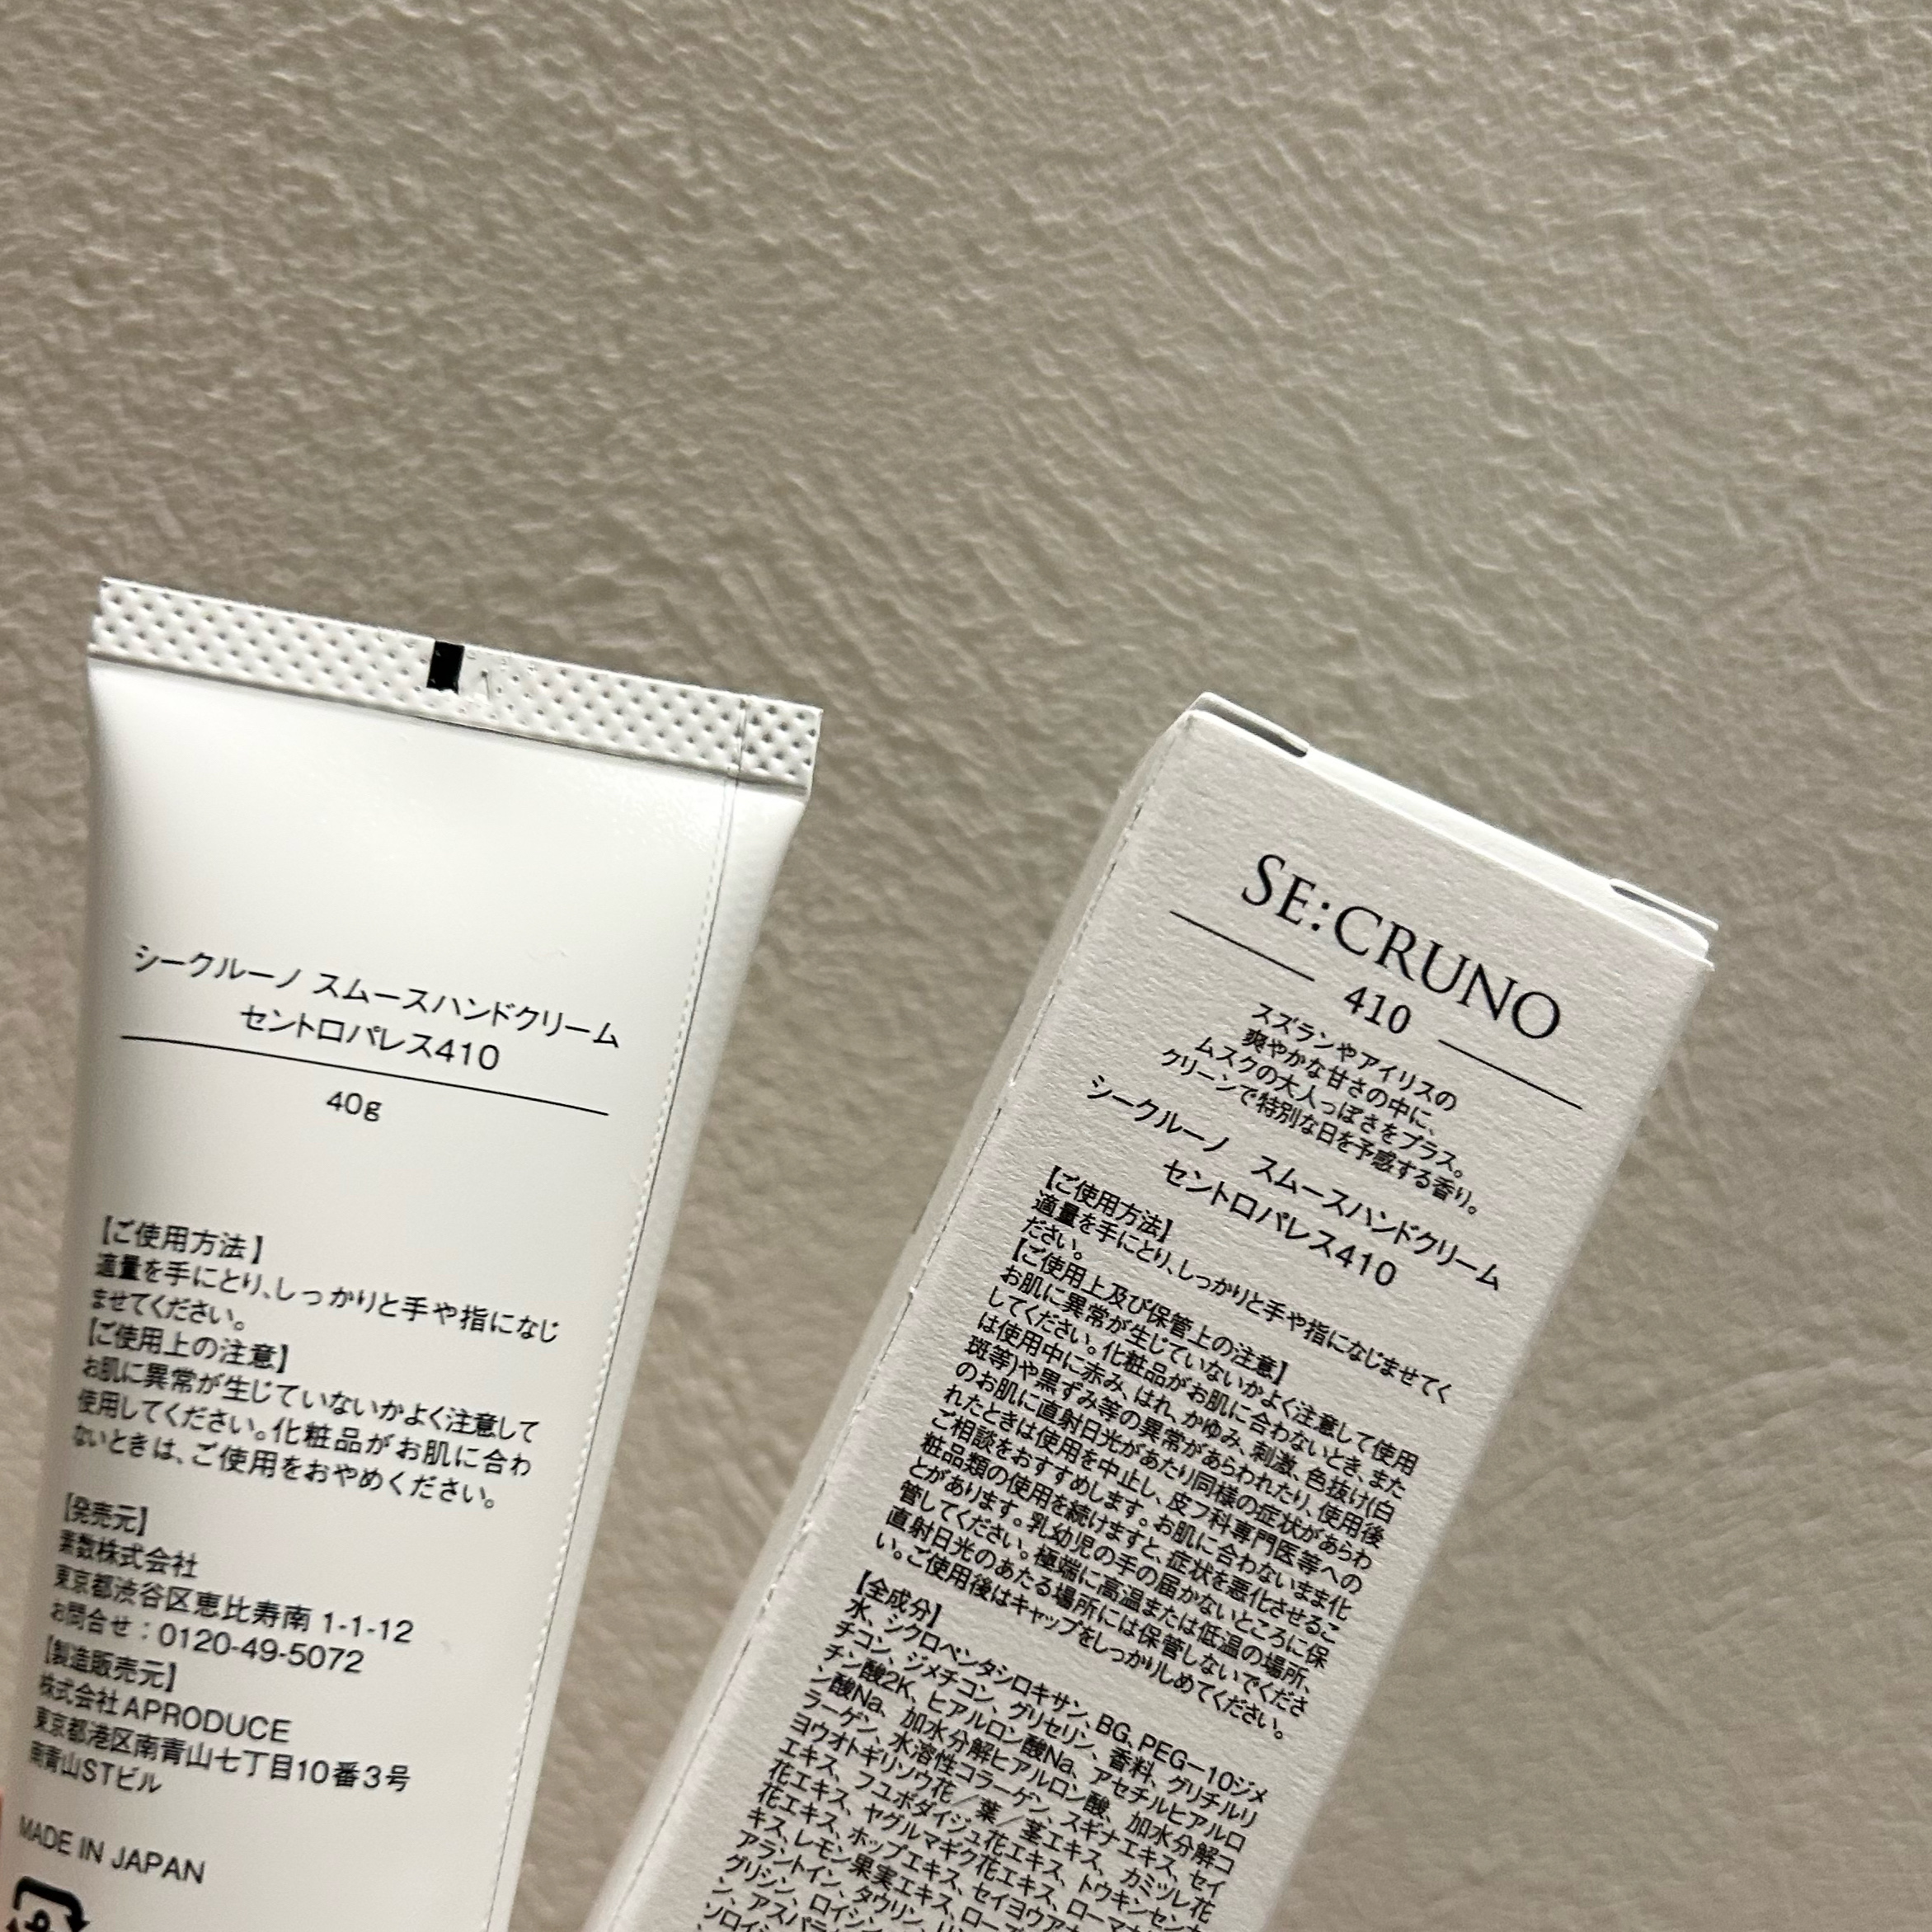 シークルーノ スムースハンドクリーム
セントロパレス410
40g
【ご使用方法】
適量を手にとり、しっかりと手や指になじ
ませてください。
【ご使用上の注意】
お肌に異常が生じていないかよく注意して
使用してください。化粧品がお肌に合わ
ないときは、ご使用をおやめください。
【発売元】
素数株式会社
東京都渋谷区恵比寿南 1-1-12
お問合せ：0120-49-5072
【製造販売元】
株式会社 APRODUCE
東京都港区南青山七丁目10番3号
南青山STビル
MADE IN JAPAN
SE:CRUNO
410
スズランやアイリスの
爽やかな甘さの中に、
ムスクの大人っぽさをプラス。
クリーンで特別な日を予感する香り。
シークルーノ　スムースハンドクリーム
セントロパレス410
【ご使用方法】
適量を手にとり、しっかりと手や指になじませてく
ださい。
【ご使用上及び保管上の注意】
お肌に異常が生じていないかよく注意して使用
してください。化粧品がお肌に合わないとき、また
は使用中に赤み、はれ、かゆみ、刺激、色抜け(白
斑等)や黒ずみ等の異常があらわれたり、使用後
のお肌に直射日光があたり同様の症状があらわ
れたときは使用を中止し、皮フ科専門医等への
ご相談をおすすめします。お肌に合わないまま化
粧品類の使用を続けますと、症状を悪化させるこ
とがあります。乳幼児の手の届かないところに保
管してください。極端に高温または低温の場所、
直射日光のあたる場所には保管しないでくださ
い。ご使用後はキャップをしっかりしめてください。
【全成分】
水、シクロペンタシロキサン、BG、PEG−10ジメ
チコン、ジメチコン、グリセリン、香料、グリチルリ
チン酸2K、ヒアルロン酸Na、アセチルヒアルロ
ン酸Na、加水分解ヒアルロン酸、加水分解コ
ラーゲン、水溶性コラーゲン、スギナエキス、セイ
ヨウオトギリソウ花／葉／茎エキス、カミツレ花
エキス、フユボダイジュ花エキス、トウキンセンカ
花エキス、ヤグルマギク花エキス、ローマ
花エキス、ホップエキス、セイヨウア
キス、レモン果実エキス、ロー
アラントイン、タウリン、
グリシン、ロイシン
ン、アスパラ
ソロイ